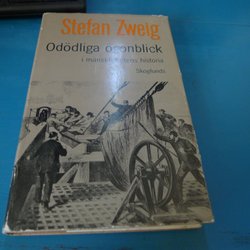 Stefan Zweig
Odödliga ögonblick
i mänsklighetens historia
Skoglunds